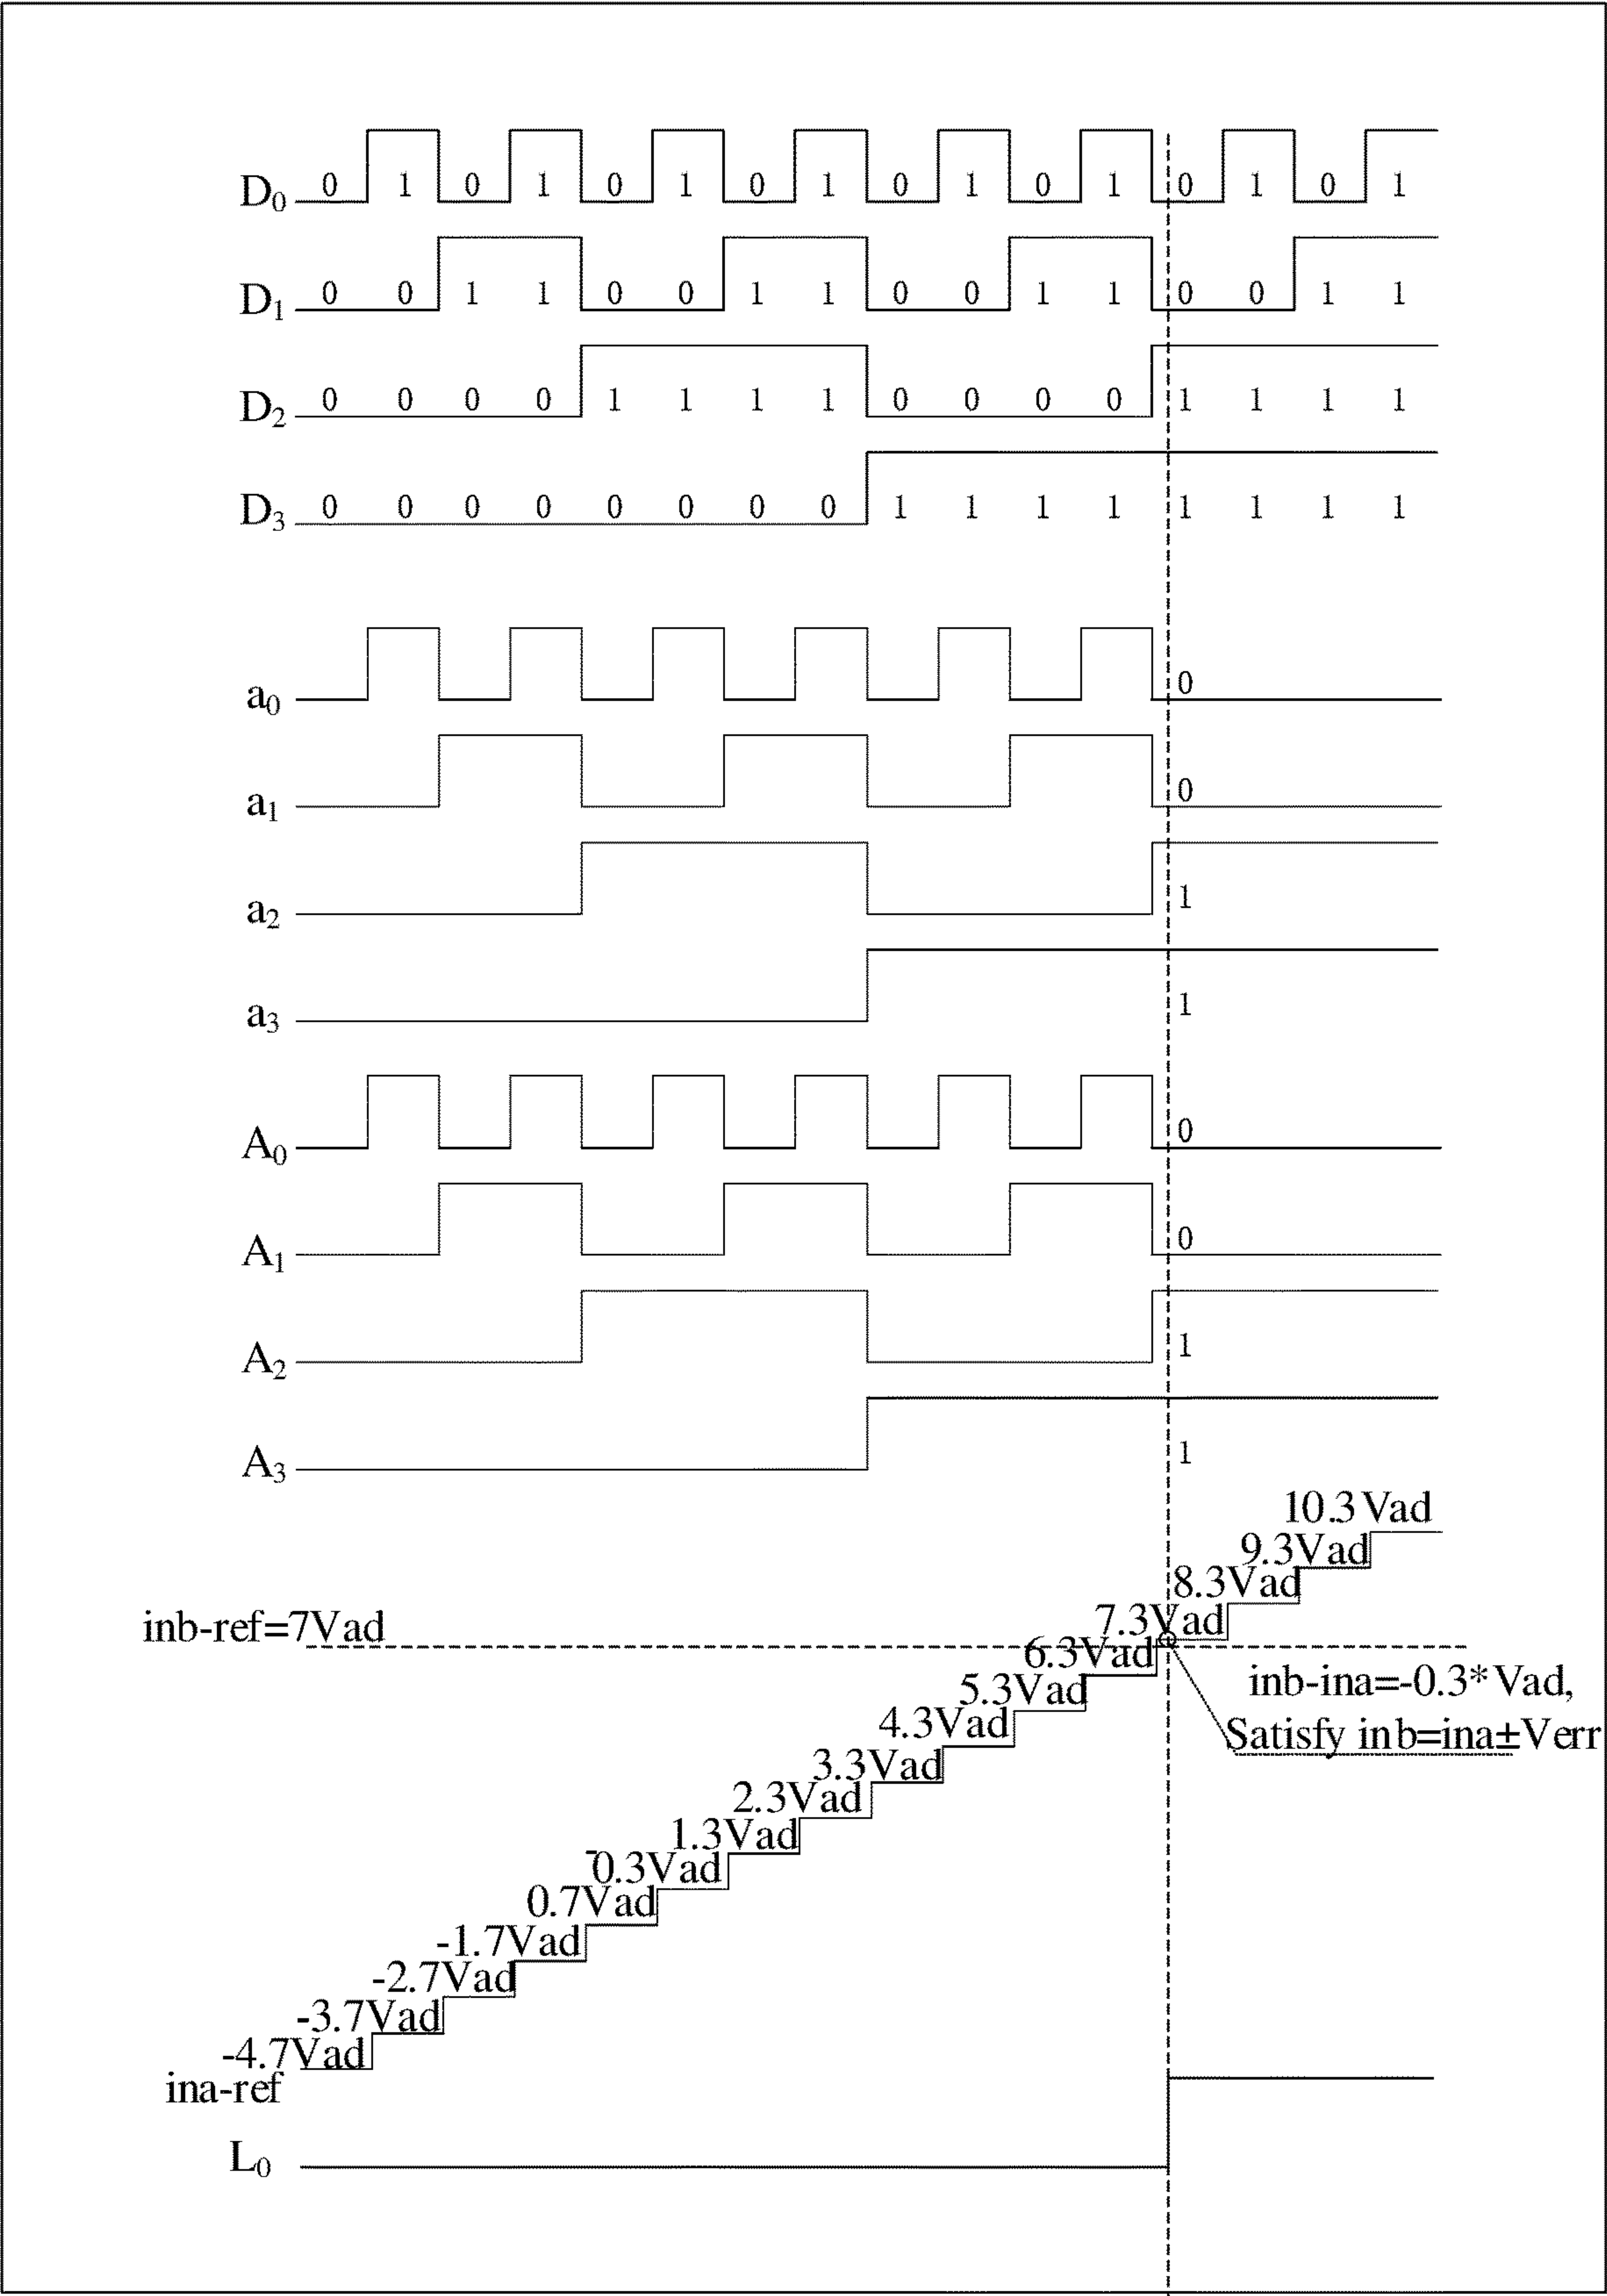 D0 0 1 0 1 0 1 0 1 0 1 0 1 0 1 0 1
D1 0 0 1 1 0 0 1 1 0 0 1 1 0 0 1 1
D2 0 0 0 0 1 1 1 1 0 0 0 0 1 1 1 1
D3 0 0 0 0 0 0 0 0 1 1 1 1 1 1 1 1
a0 0
a1 0
a2 1
a3 1
A0 0
A1 0
A2 1
A3 1
10.3Vad
9.3Vad
8.3Vad
7.3Vad
inb-ref=7Vad
6.3Vad
inb-ina=-0.3*Vad,
5.3Vad
4.3Vad
Satisfy inb=ina±Verr
3.3Vad
2.3Vad
1.3Vad
0.3Vad
-0.7Vad
-1.7Vad
-2.7Vad
-3.7Vad
-4.7Vad
ina-ref
L0